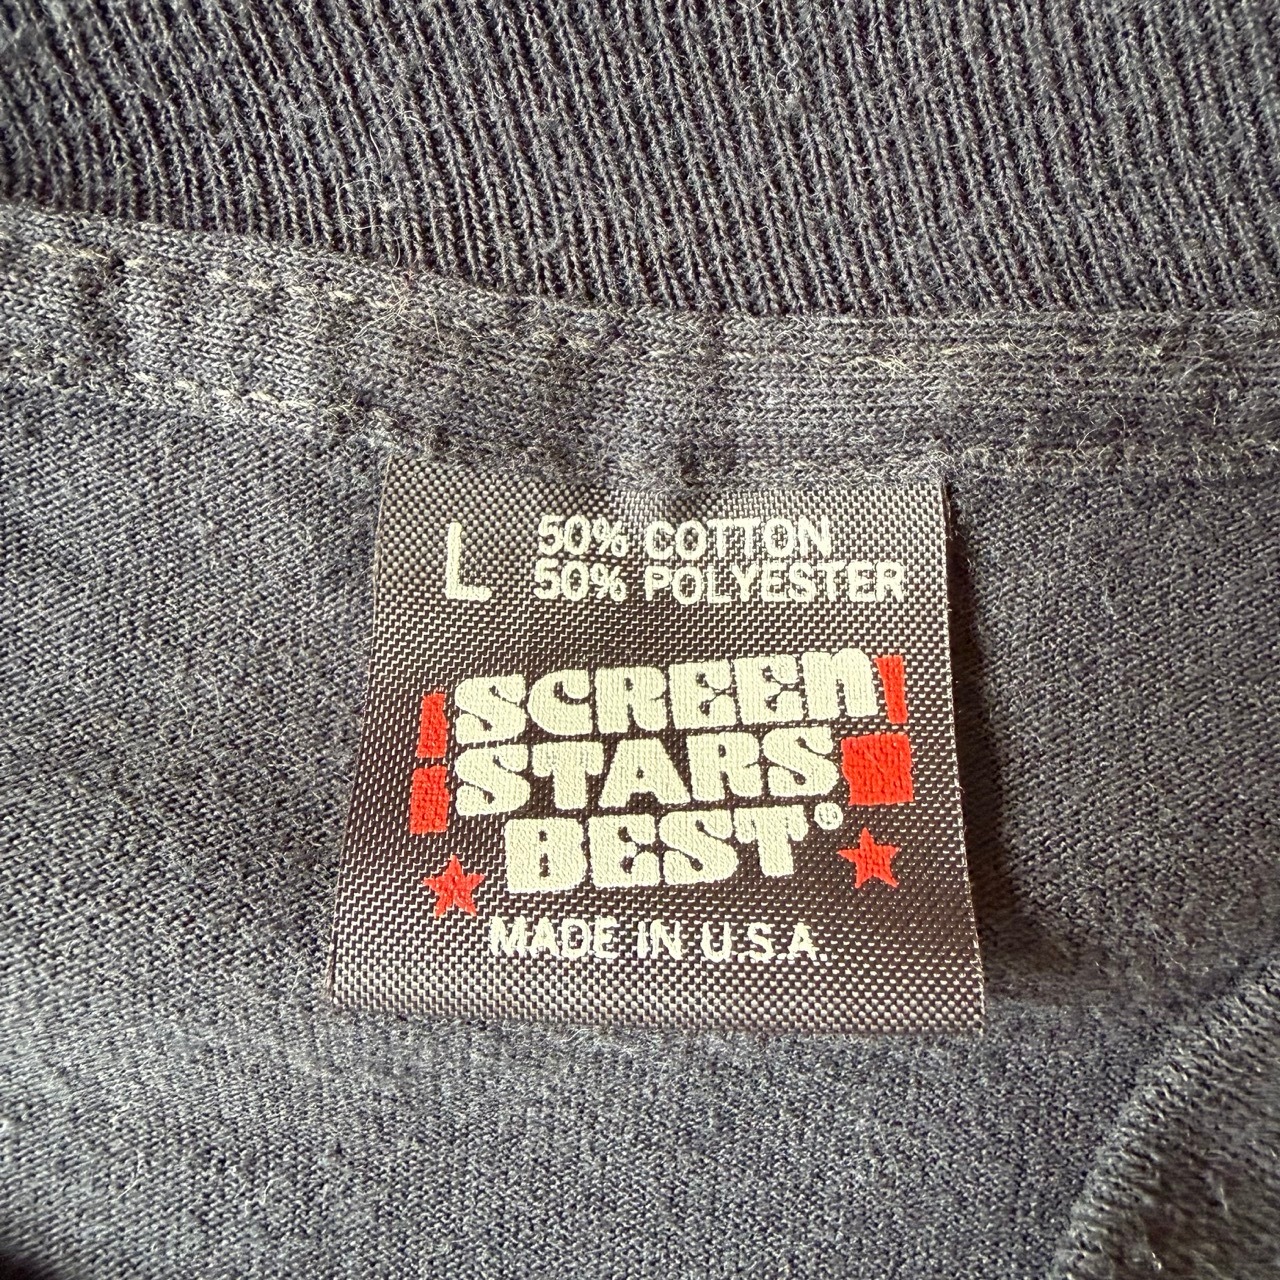 L 50% COTTON
50% POLYESTER
SCREEN
STARS
BEST®
MADE IN U.S.A.